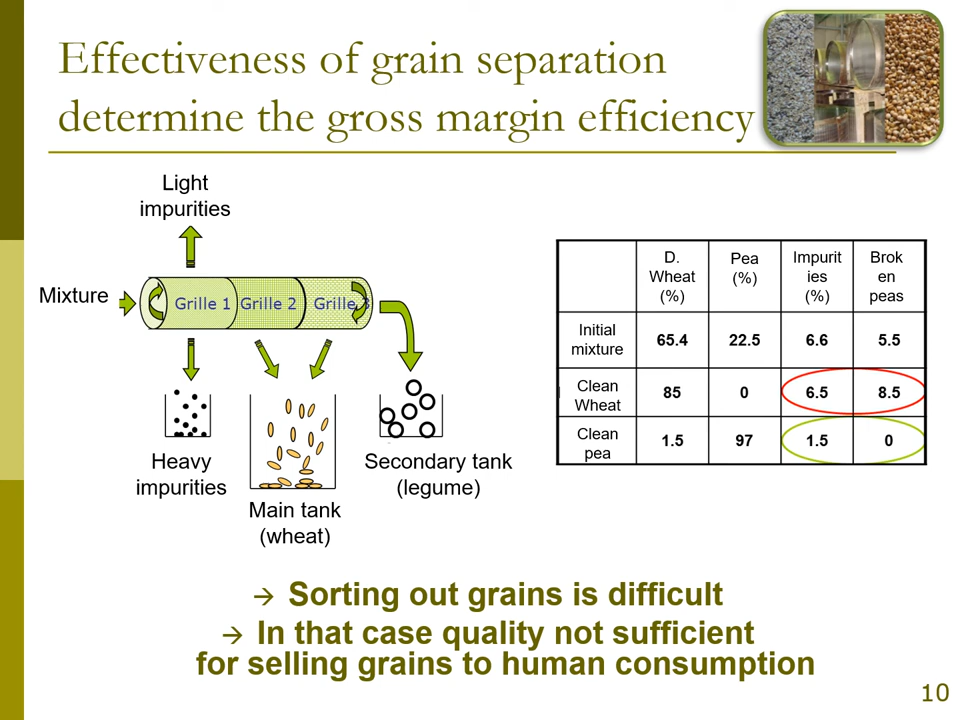 Effectiveness of grain separation
determine the gross margin efficiency
Light
impurities
Mixture
Grille 1
Grille 2
Grille 3
Heavy
impurities
Main tank
(wheat)
Secondary tank
(legume)
D.
Wheat
(%)
Pea
(%)
Impurit
ies
(%)
Brok
en
peas
Initial
mixture
65.4
22.5
6.6
5.5
Clean
Wheat
85
0
6.5
8.5
Clean
pea
1.5
97
1.5
0
→ Sorting out grains is difficult
→ In that case quality not sufficient
for selling grains to human consumption
10